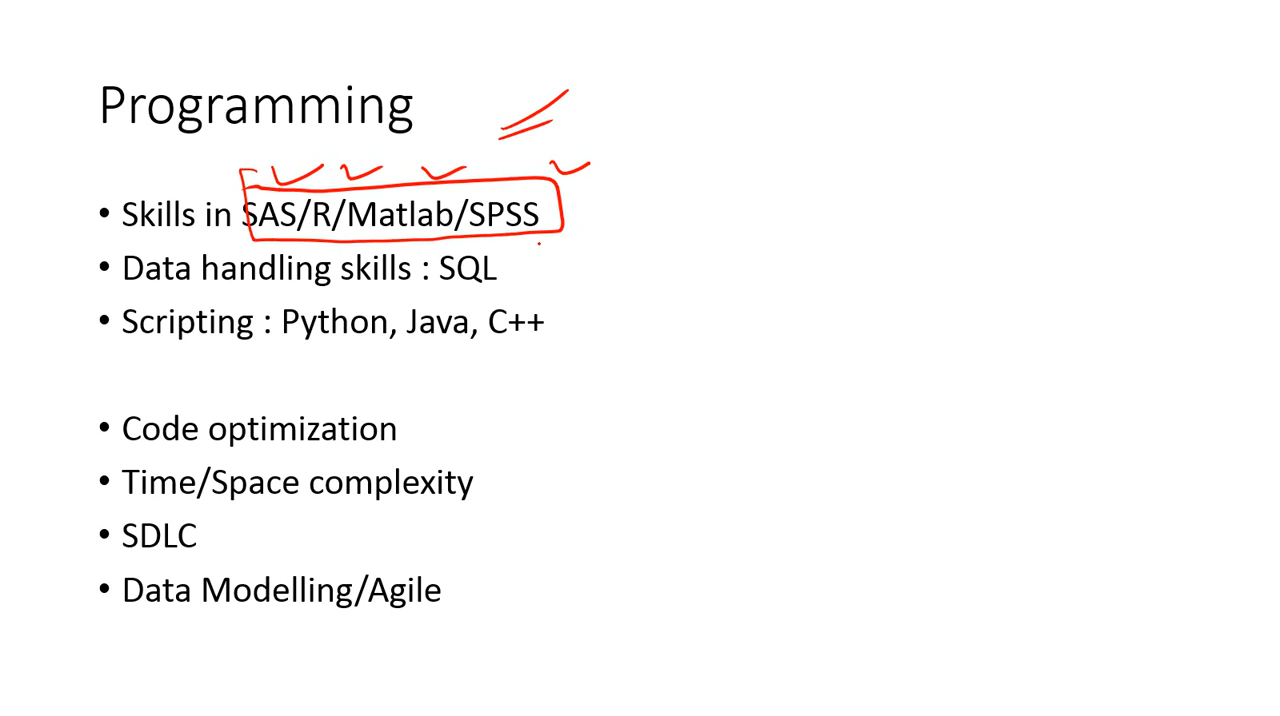 Programming
• Skills in SAS/R/Matlab/SPSS
• Data handling skills : SQL
• Scripting : Python, Java, C++
• Code optimization
• Time/Space complexity
• SDLC
• Data Modelling/Agile